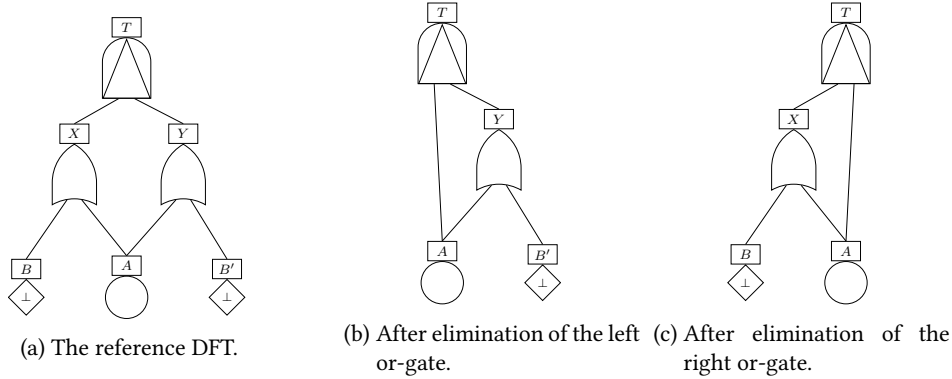 T
X
Y
B
A
B′
⊥
⊥
(a) The reference DFT.
T
Y
A
B′
⊥
(b) After elimination of the left
or-gate.
T
X
B
A
⊥
(c) After elimination of the
right or-gate.